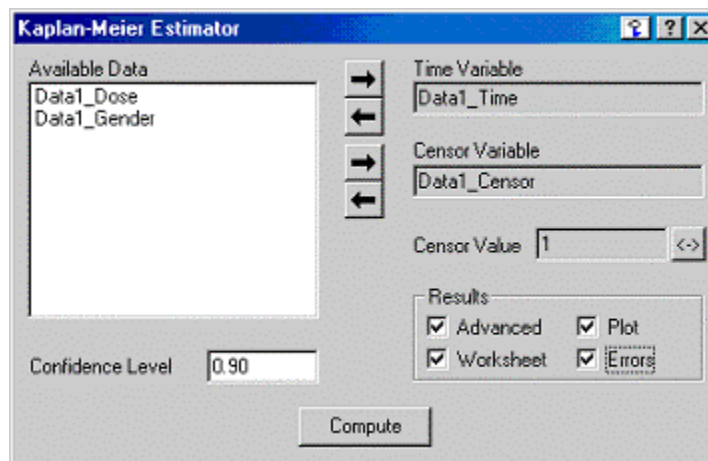 Kaplan-Meier Estimator
Available Data
Data1_Dose
Data1_Gender
Time Variable
Data1_Time
Censor Variable
Data1_Censor
Censor Value 1 <->
Results
Advanced Plot
Worksheet Errors
Confidence Level 0.90
Compute